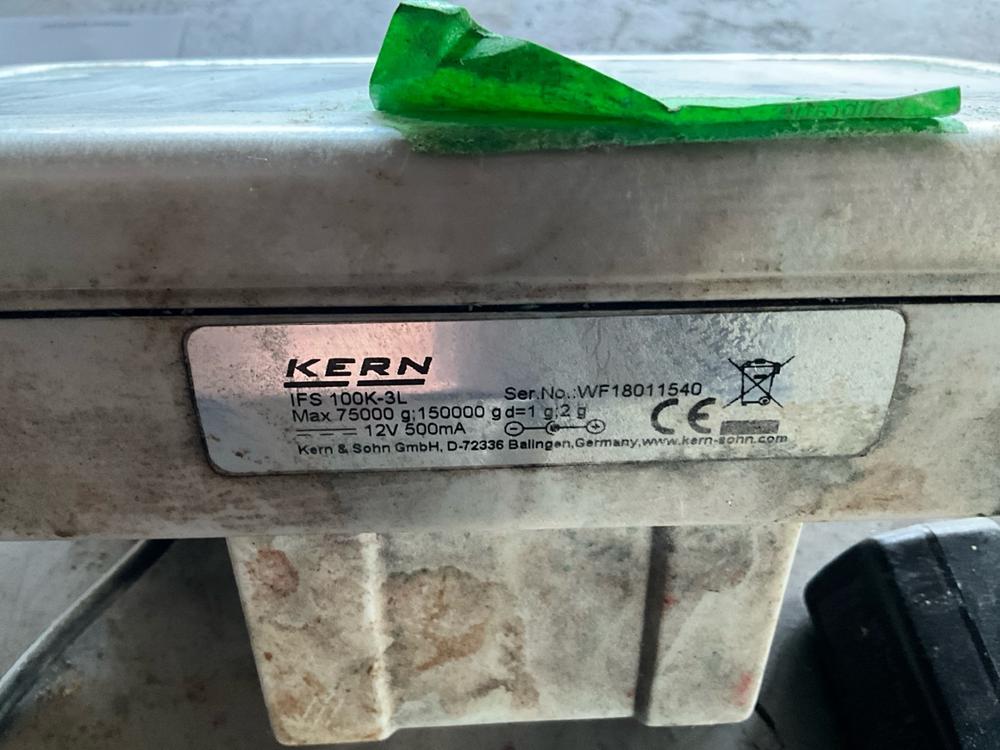 KERN
IFS 100K-3L Ser.No.:WF18011540
Max 75000 g;150000 g d=1 g;2 g
12V 500mA CE
Kern & Sohn GmbH, D-72336 Balingen,Germany,www.kern-sohn.com